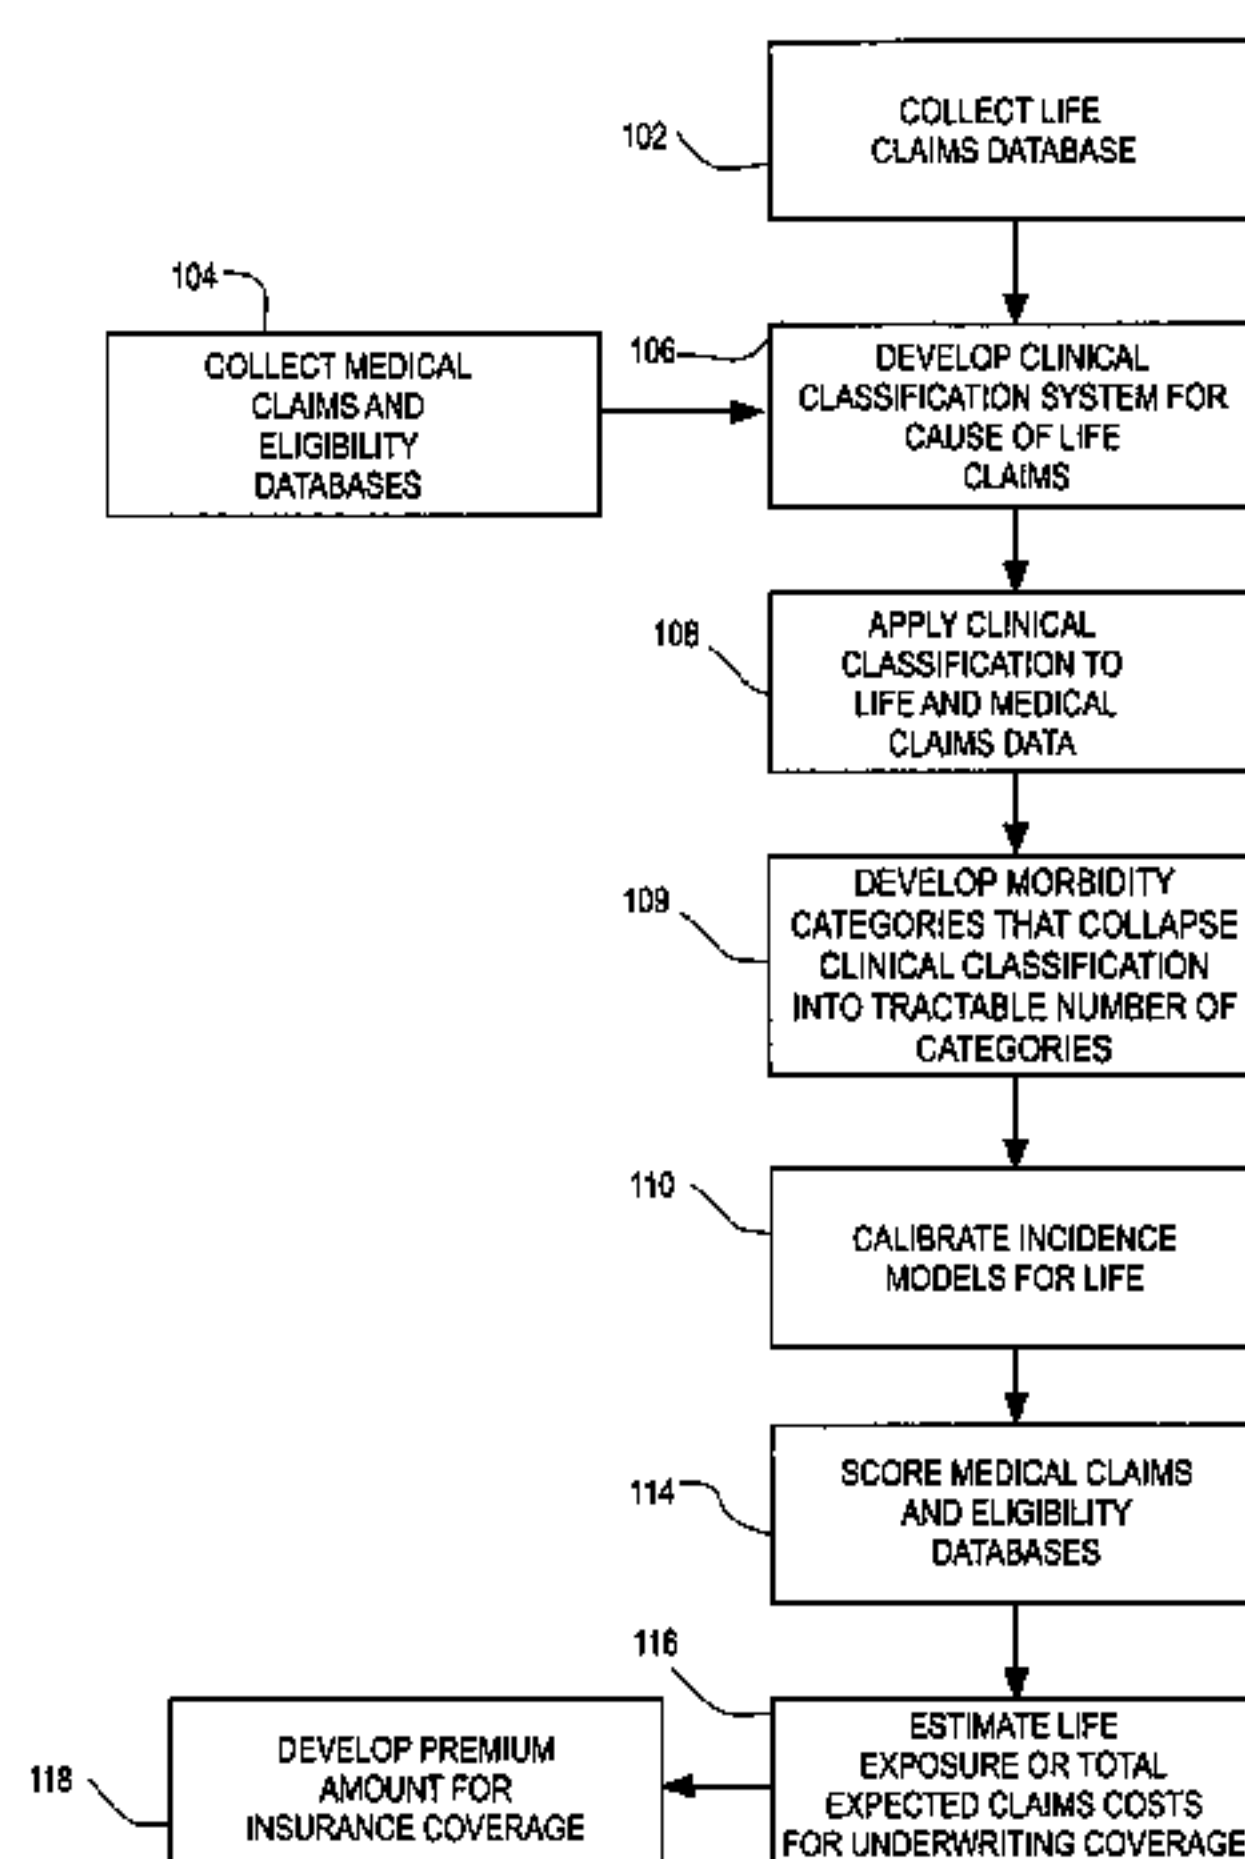 102
COLLECT LIFE
CLAIMS DATABASE
104
COLLECT MEDICAL
CLAIMS AND
ELIGIBILITY
DATABASES
106
DEVELOP CLINICAL
CLASSIFICATION SYSTEM FOR
CAUSE OF LIFE
CLAIMS
108
APPLY CLINICAL
CLASSIFICATION TO
LIFE AND MEDICAL
CLAIMS DATA
109
DEVELOP MORBIDITY
CATEGORIES THAT COLLAPSE
CLINICAL CLASSIFICATION
INTO TRACTABLE NUMBER OF
CATEGORIES
110
CALIBRATE INCIDENCE
MODELS FOR LIFE
114
SCORE MEDICAL CLAIMS
AND ELIGIBILITY
DATABASES
116
ESTIMATE LIFE
EXPOSURE OR TOTAL
EXPECTED CLAIMS COSTS
FOR UNDERWRITING COVERAGE
118
DEVELOP PREMIUM
AMOUNT FOR
INSURANCE COVERAGE